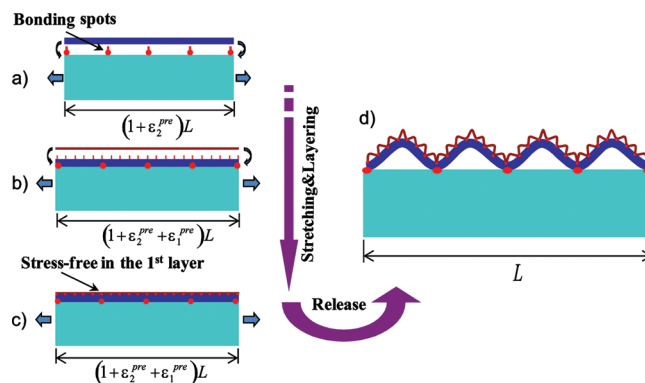 Bonding spots
a)
(1+ε₂ᵖʳᵉ)L
b)
(1+ε₂ᵖʳᵉ+ε₁ᵖʳᵉ)L
Stress-free in the 1st layer
c)
(1+ε₂ᵖʳᵉ+ε₁ᵖʳᵉ)L
Stretching&Layering
Release
d)
L